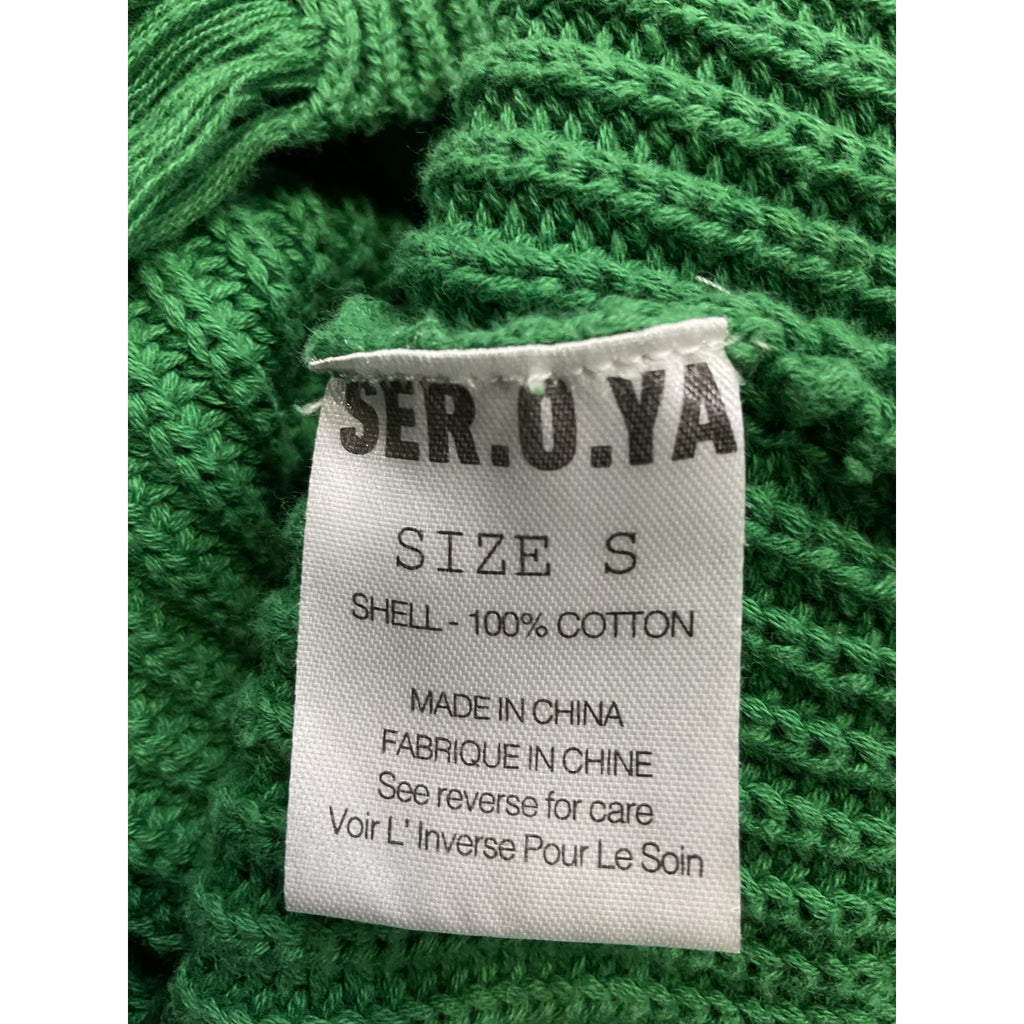 SER.O.YA
SIZE S
SHELL - 100% COTTON
MADE IN CHINA
FABRIQUE IN CHINE
See reverse for care
Voir L' Inverse Pour Le Soin